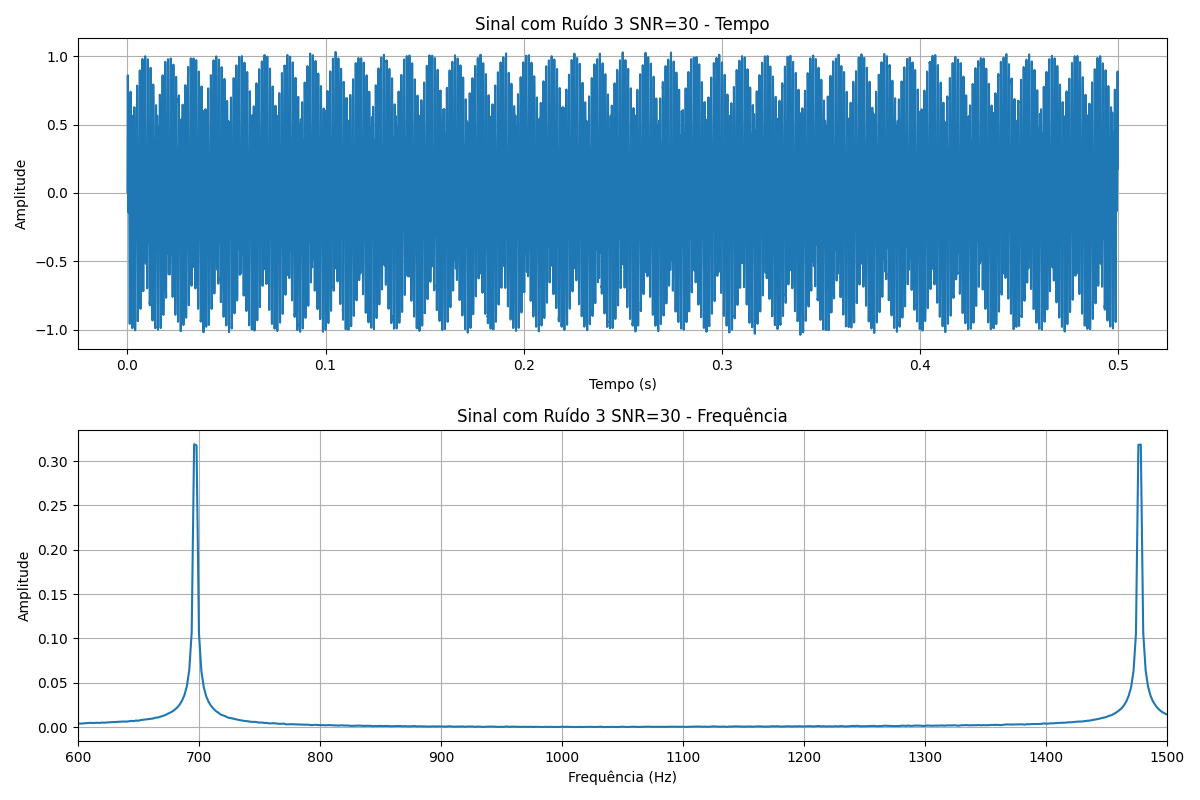 Sinal com Ruído 3 SNR=30 - Tempo
Amplitude
1.0
0.5
0.0
−0.5
−1.0
0.0 0.1 0.2 0.3 0.4 0.5
Tempo (s)
Sinal com Ruído 3 SNR=30 - Frequência
Amplitude
0.30
0.25
0.20
0.15
0.10
0.05
0.00
600 700 800 900 1000 1100 1200 1300 1400 1500
Frequência (Hz)